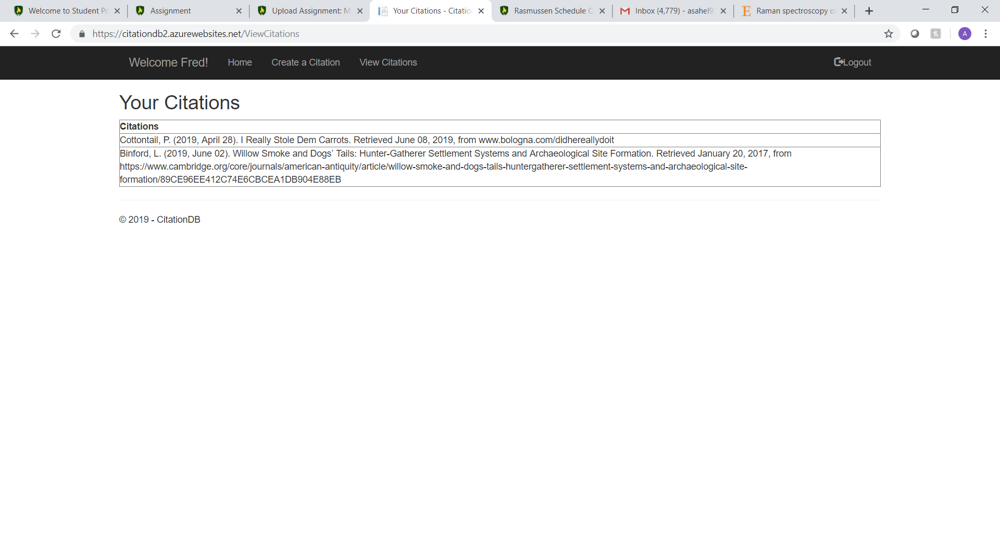 Welcome to Student Po
Assignment
Upload Assignment: M
Your Citations - Citation
Rasmussen Schedule C
Inbox (4,779) - asahel9
Raman spectroscopy of
https://citationdb2.azurewebsites.net/ViewCitations
A
Welcome Fred!
Home
Create a Citation
View Citations
Logout
Your Citations
Citations
Cottontail, P. (2019, April 28). I Really Stole Dem Carrots. Retrieved June 08, 2019, from www.bologna.com/didhereallydoit
Binford, L. (2019, June 02). Willow Smoke and Dogs’ Tails: Hunter-Gatherer Settlement Systems and Archaeological Site Formation. Retrieved January 20, 2017, from
https://www.cambridge.org/core/journals/american-antiquity/article/willow-smoke-and-dogs-tails-huntergatherer-settlement-systems-and-archaeological-site-
formation/89CE96EE412C74E6CBCEA1DB904E88EB
© 2019 - CitationDB